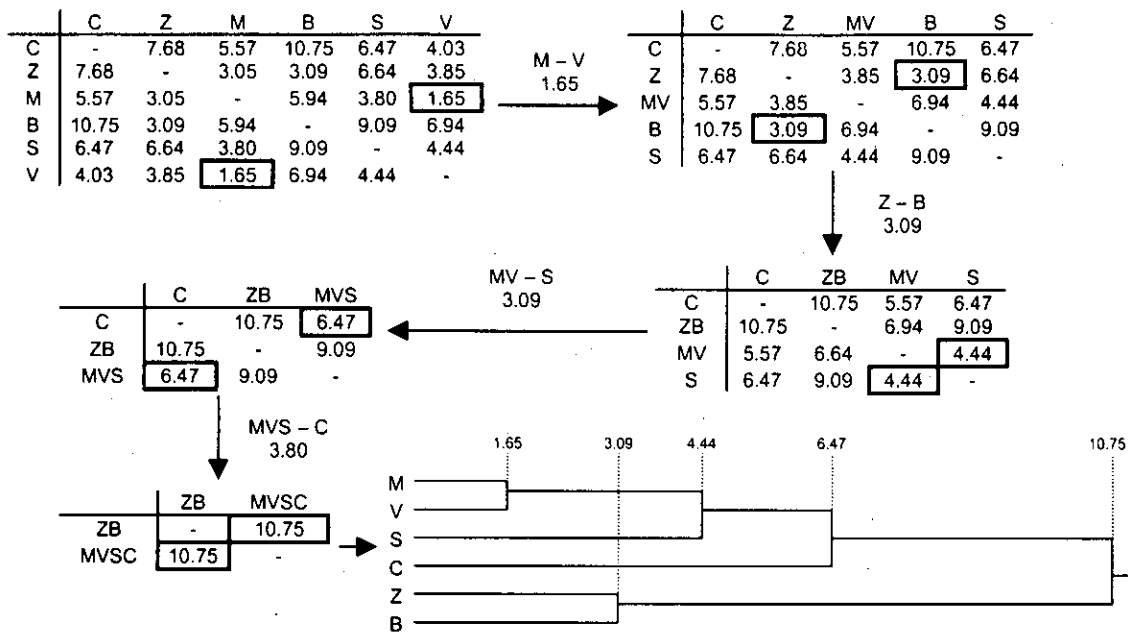 C Z M B S V
C - 7.68 5.57 10.75 6.47 4.03
Z 7.68 - 3.05 3.09 6.64 3.85
M 5.57 3.05 - 5.94 3.80 1.65
B 10.75 3.09 5.94 - 9.09 6.94
S 6.47 6.64 3.80 9.09 - 4.44
V 4.03 3.85 1.65 6.94 4.44 -
M – V
1.65
C Z MV B S
C - 7.68 5.57 10.75 6.47
Z 7.68 - 3.85 3.09 6.64
MV 5.57 3.85 - 6.94 4.44
B 10.75 3.09 6.94 - 9.09
S 6.47 6.64 4.44 9.09 -
Z – B
3.09
C ZB MV S
C - 10.75 5.57 6.47
ZB 10.75 - 6.94 9.09
MV 5.57 6.64 - 4.44
S 6.47 9.09 4.44 -
MV – S
3.09
C ZB MVS
C - 10.75 6.47
ZB 10.75 - 9.09
MVS 6.47 9.09 -
MVS – C
3.80
ZB MVSC
ZB - 10.75
MVSC 10.75 -
1.65 3.09 4.44 6.47 10.75
M
V
S
C
Z
B